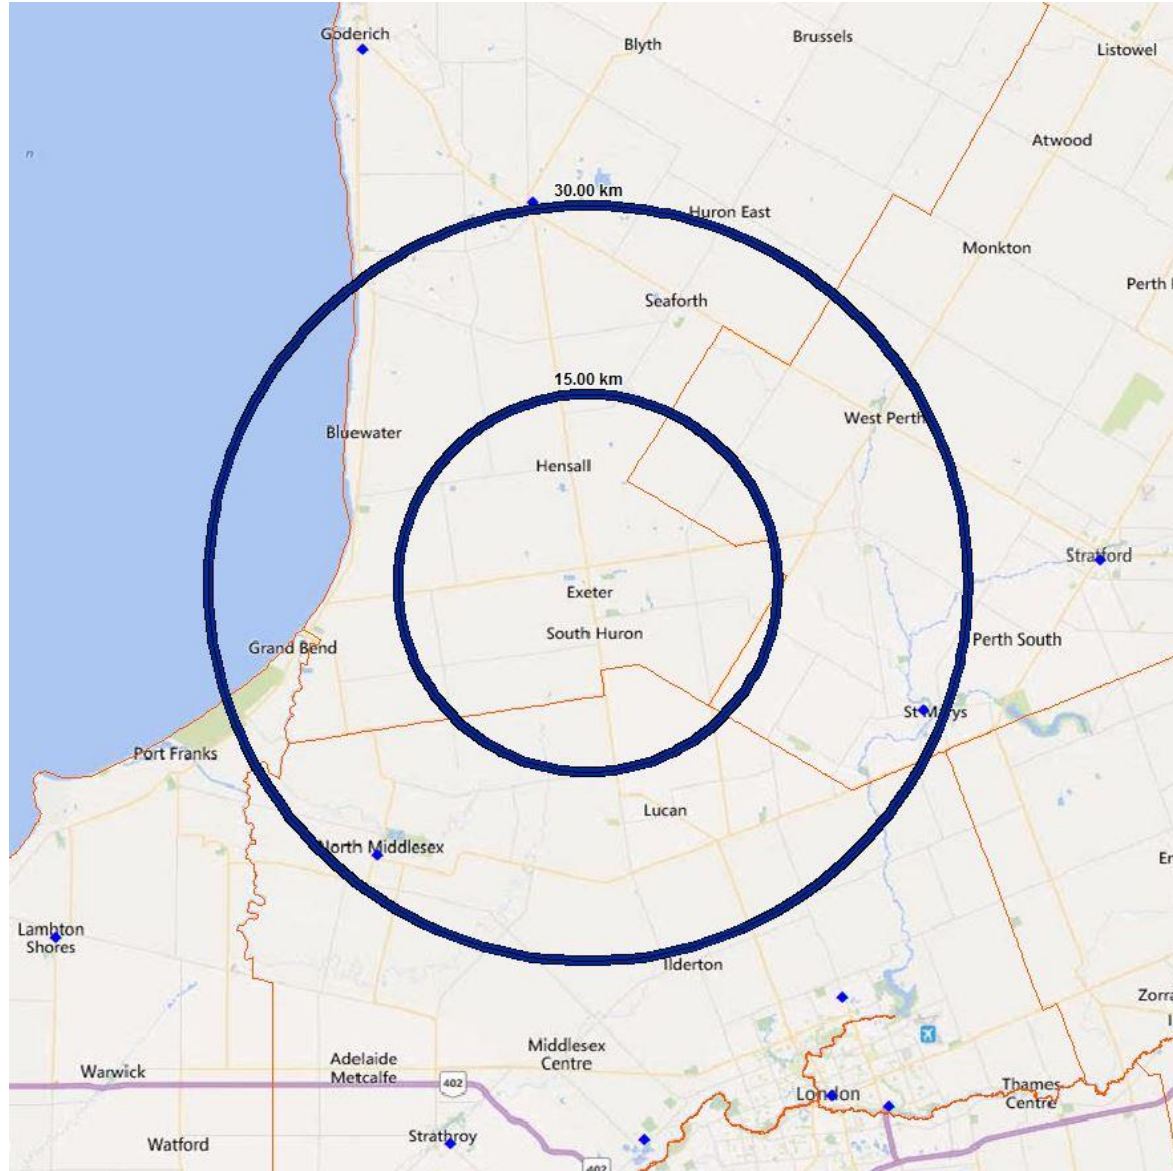 Goderich
Blyth
Brussels
Listowel
Atwood
n
30.00 km
Huron East
Monkton
Perth
Seaforth
15.00 km
West Perth
Bluewater
Hensall
Stratford
Exeter
South Huron
Perth South
Grand Bend
St Marys
Port Franks
Lucan
North Middlesex
Lambton
Shores
Ilderton
Middlesex
Centre
Adelaide
Metcalfe
Warwick
402
London
Thames
Centre
Watford
Strathroy
402